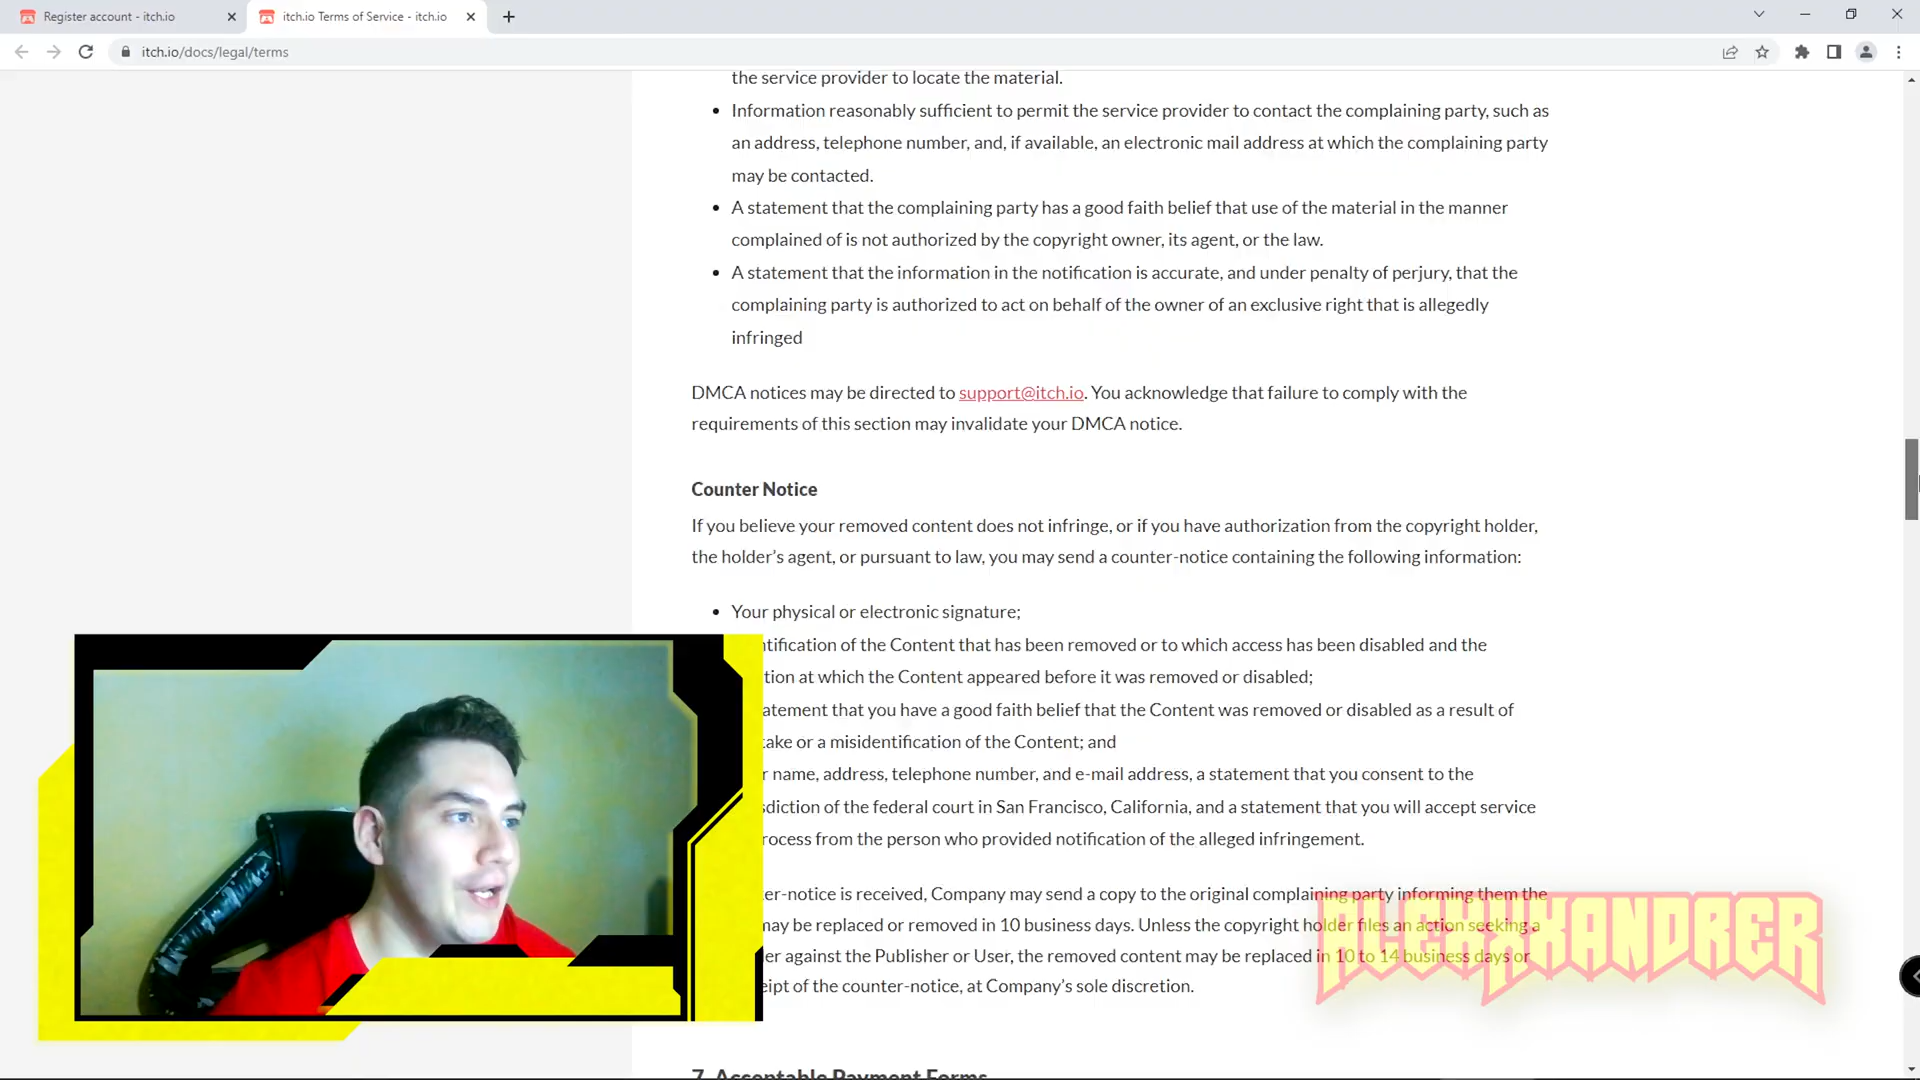 Register account - itch.io
itch.io Terms of Service - itch.io
itch.io/docs/legal/terms
the service provider to locate the material.
Information reasonably sufficient to permit the service provider to contact the complaining party, such as
an address, telephone number, and, if available, an electronic mail address at which the complaining party
may be contacted.
A statement that the complaining party has a good faith belief that use of the material in the manner
complained of is not authorized by the copyright owner, its agent, or the law.
A statement that the information in the notification is accurate, and under penalty of perjury, that the
complaining party is authorized to act on behalf of the owner of an exclusive right that is allegedly
infringed
DMCA notices may be directed to support@itch.io. You acknowledge that failure to comply with the
requirements of this section may invalidate your DMCA notice.
Counter Notice
If you believe your removed content does not infringe, or if you have authorization from the copyright holder,
the holder’s agent, or pursuant to law, you may send a counter-notice containing the following information:
Your physical or electronic signature;
ntification of the Content that has been removed or to which access has been disabled and the
tion at which the Content appeared before it was removed or disabled;
atement that you have a good faith belief that the Content was removed or disabled as a result of
take or a misidentification of the Content; and
r name, address, telephone number, and e-mail address, a statement that you consent to the
sdiction of the federal court in San Francisco, California, and a statement that you will accept service
rocess from the person who provided notification of the alleged infringement.
er-notice is received, Company may send a copy to the original complaining party informing them the
may be replaced or removed in 10 business days. Unless the copyright holder files an action seeking a
er against the Publisher or User, the removed content may be replaced in 10 to 14 business days or
eipt of the counter-notice, at Company’s sole discretion.
ALEXXXANDRER
7. Acceptable Payment Forms